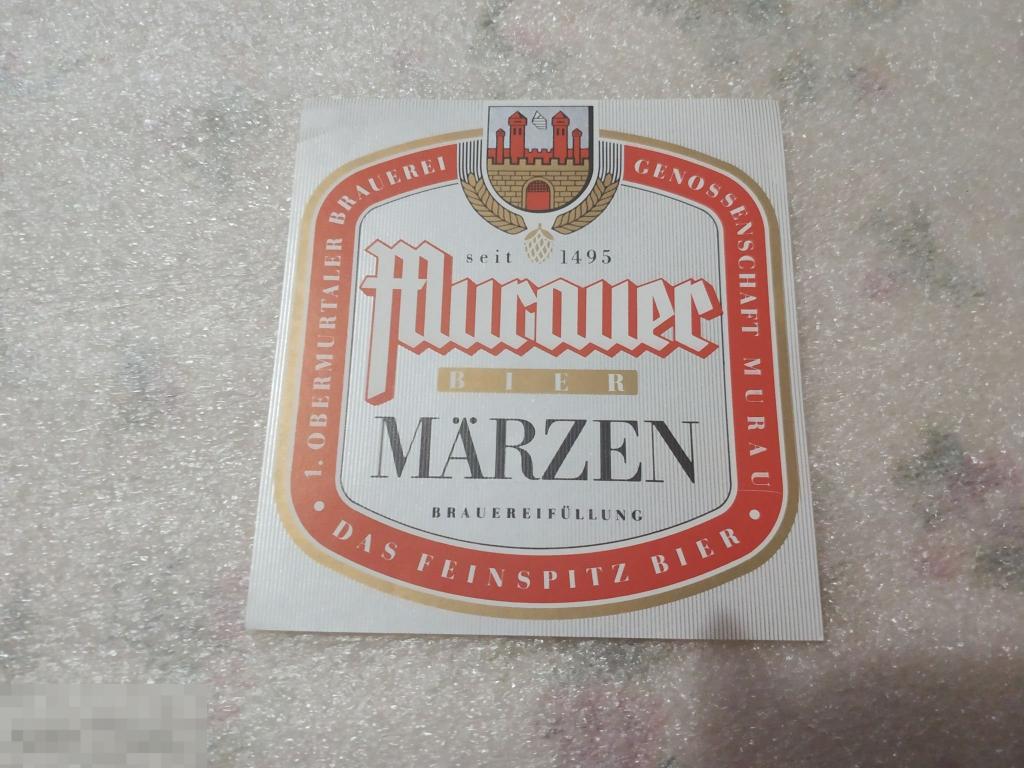 1. OBERMURTALER BRAUEREI GENOSSENSCHAFT MURAU
seit 1495
Murauer
BIER
MÄRZEN
BRAUEREIFÜLLUNG
• DAS FEINSPITZ BIER •